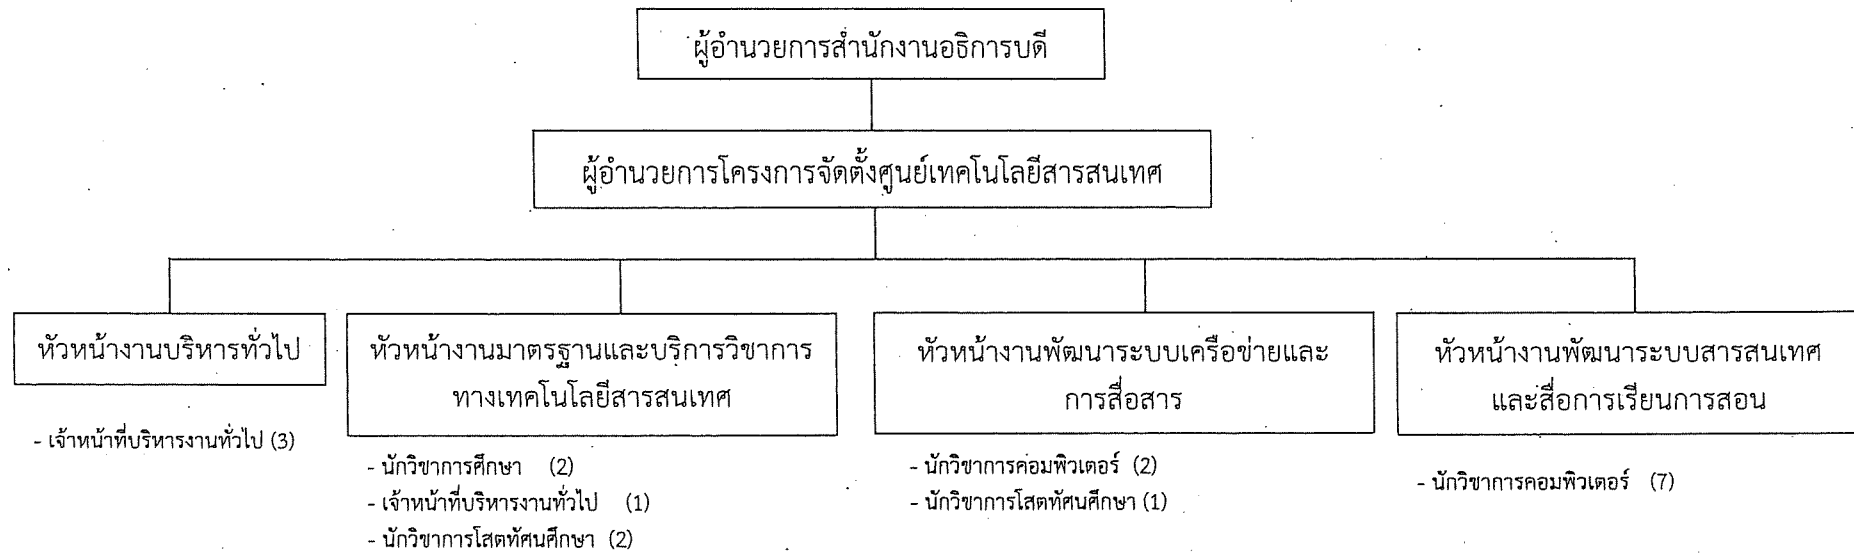 ผู้อำนวยการสำนักงานอธิการบดี
ผู้อำนวยการโครงการจัดตั้งศูนย์เทคโนโลยีสารสนเทศ
หัวหน้างานบริหารทั่วไป
- เจ้าหน้าที่บริหารงานทั่วไป (3)
หัวหน้างานมาตรฐานและบริการวิชาการ
ทางเทคโนโลยีสารสนเทศ
- นักวิชาการศึกษา (2)
- เจ้าหน้าที่บริหารงานทั่วไป (1)
- นักวิชาการโสตทัศนศึกษา (2)
หัวหน้างานพัฒนาระบบเครือข่ายและ
การสื่อสาร
- นักวิชาการคอมพิวเตอร์ (2)
- นักวิชาการโสตทัศนศึกษา (1)
หัวหน้างานพัฒนาระบบสารสนเทศ
และสื่อการเรียนการสอน
- นักวิชาการคอมพิวเตอร์ (7)